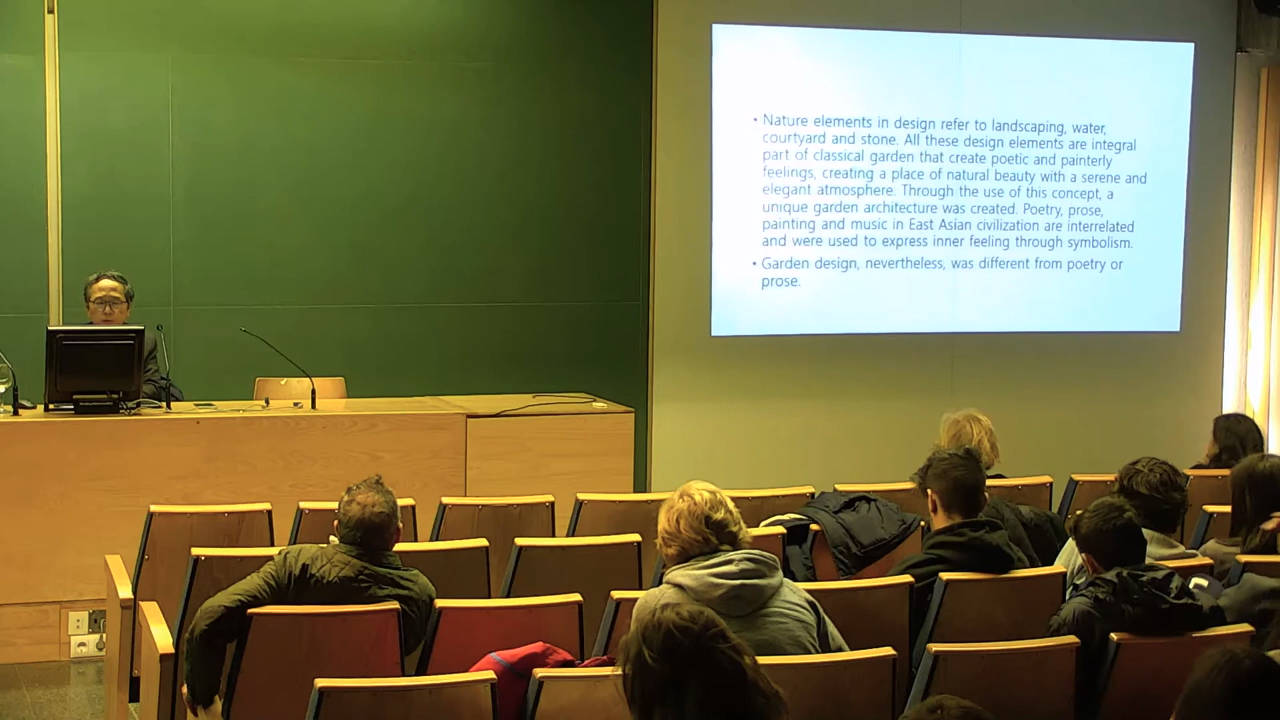 • Nature elements in design refer to landscaping, water,
courtyard and stone. All these design elements are integral
part of classical garden that create poetic and painterly
feelings, creating a place of natural beauty with a serene and
elegant atmosphere. Through the use of this concept, a
unique garden architecture was created. Poetry, prose,
painting and music in East Asian civilization are interrelated
and were used to express inner feeling through symbolism.
• Garden design, nevertheless, was different from poetry or
prose.